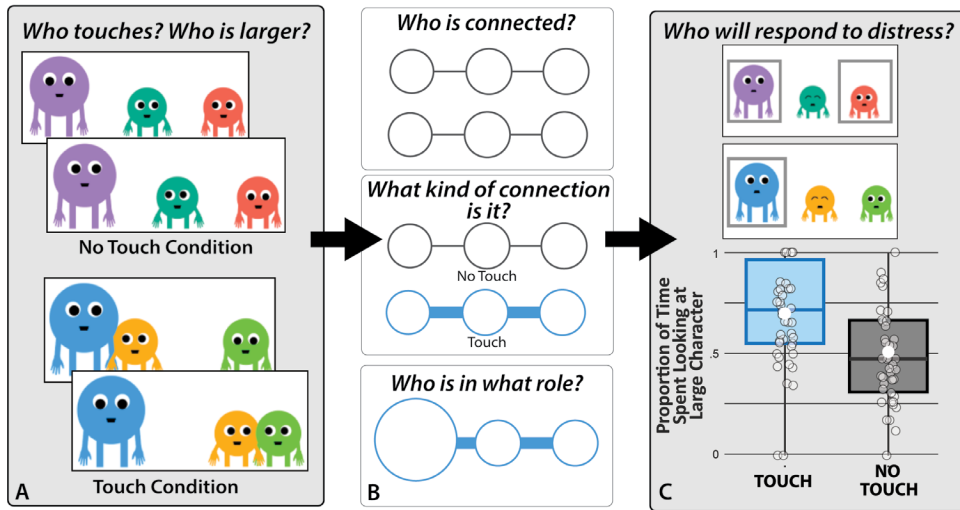 Who touches? Who is larger?
No Touch Condition
Touch Condition
A
Who is connected?
What kind of connection
is it?
No Touch
Touch
Who is in what role?
B
Who will respond to distress?
Proportion of Time
Spent Looking at
Large Character
1
.5
0
TOUCH
NO
TOUCH
C